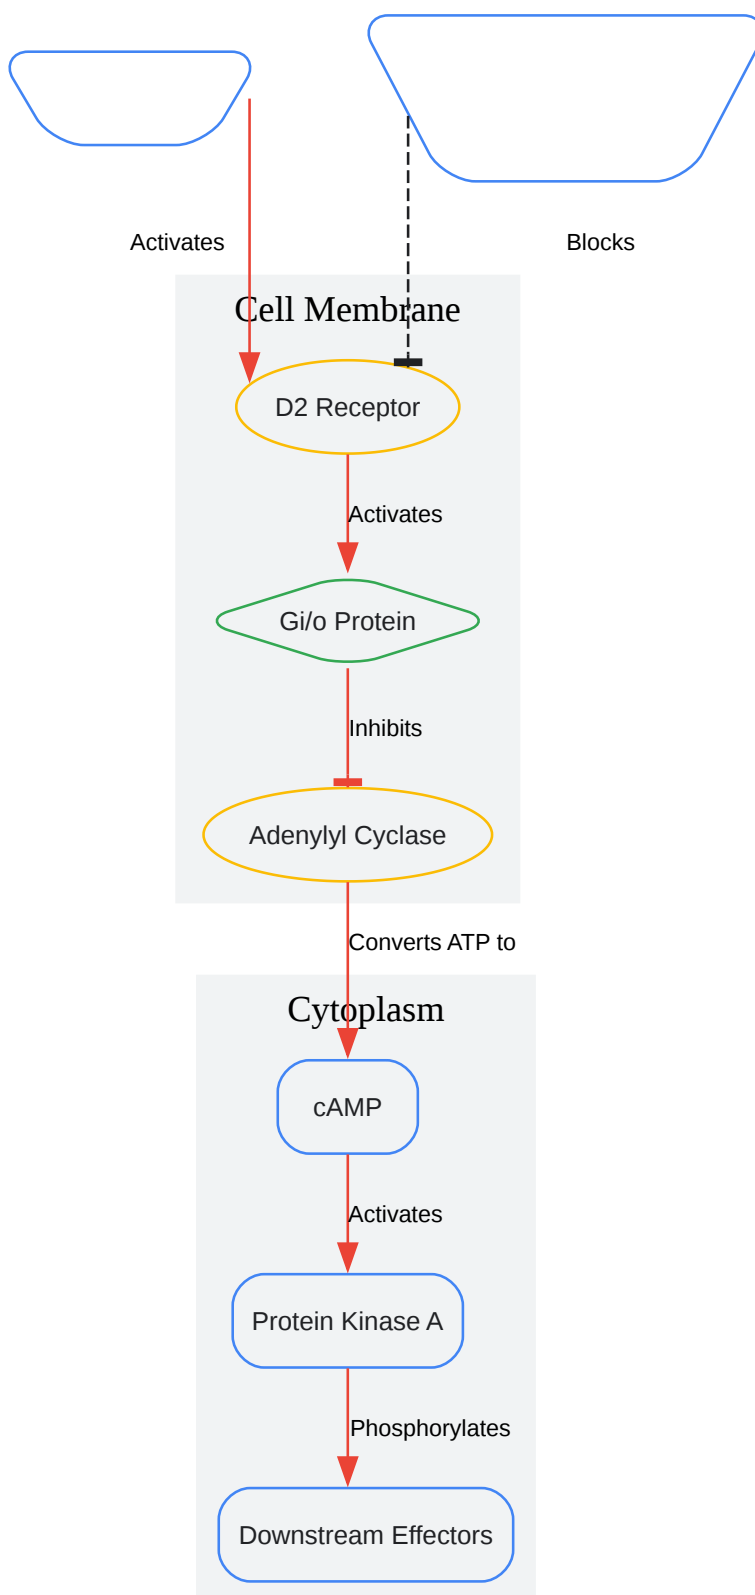 Activates
Blocks
Cell Membrane
D2 Receptor
Activates
Gi/o Protein
Inhibits
Adenylyl Cyclase
Converts ATP to
Cytoplasm
cAMP
Activates
Protein Kinase A
Phosphorylates
Downstream Effectors